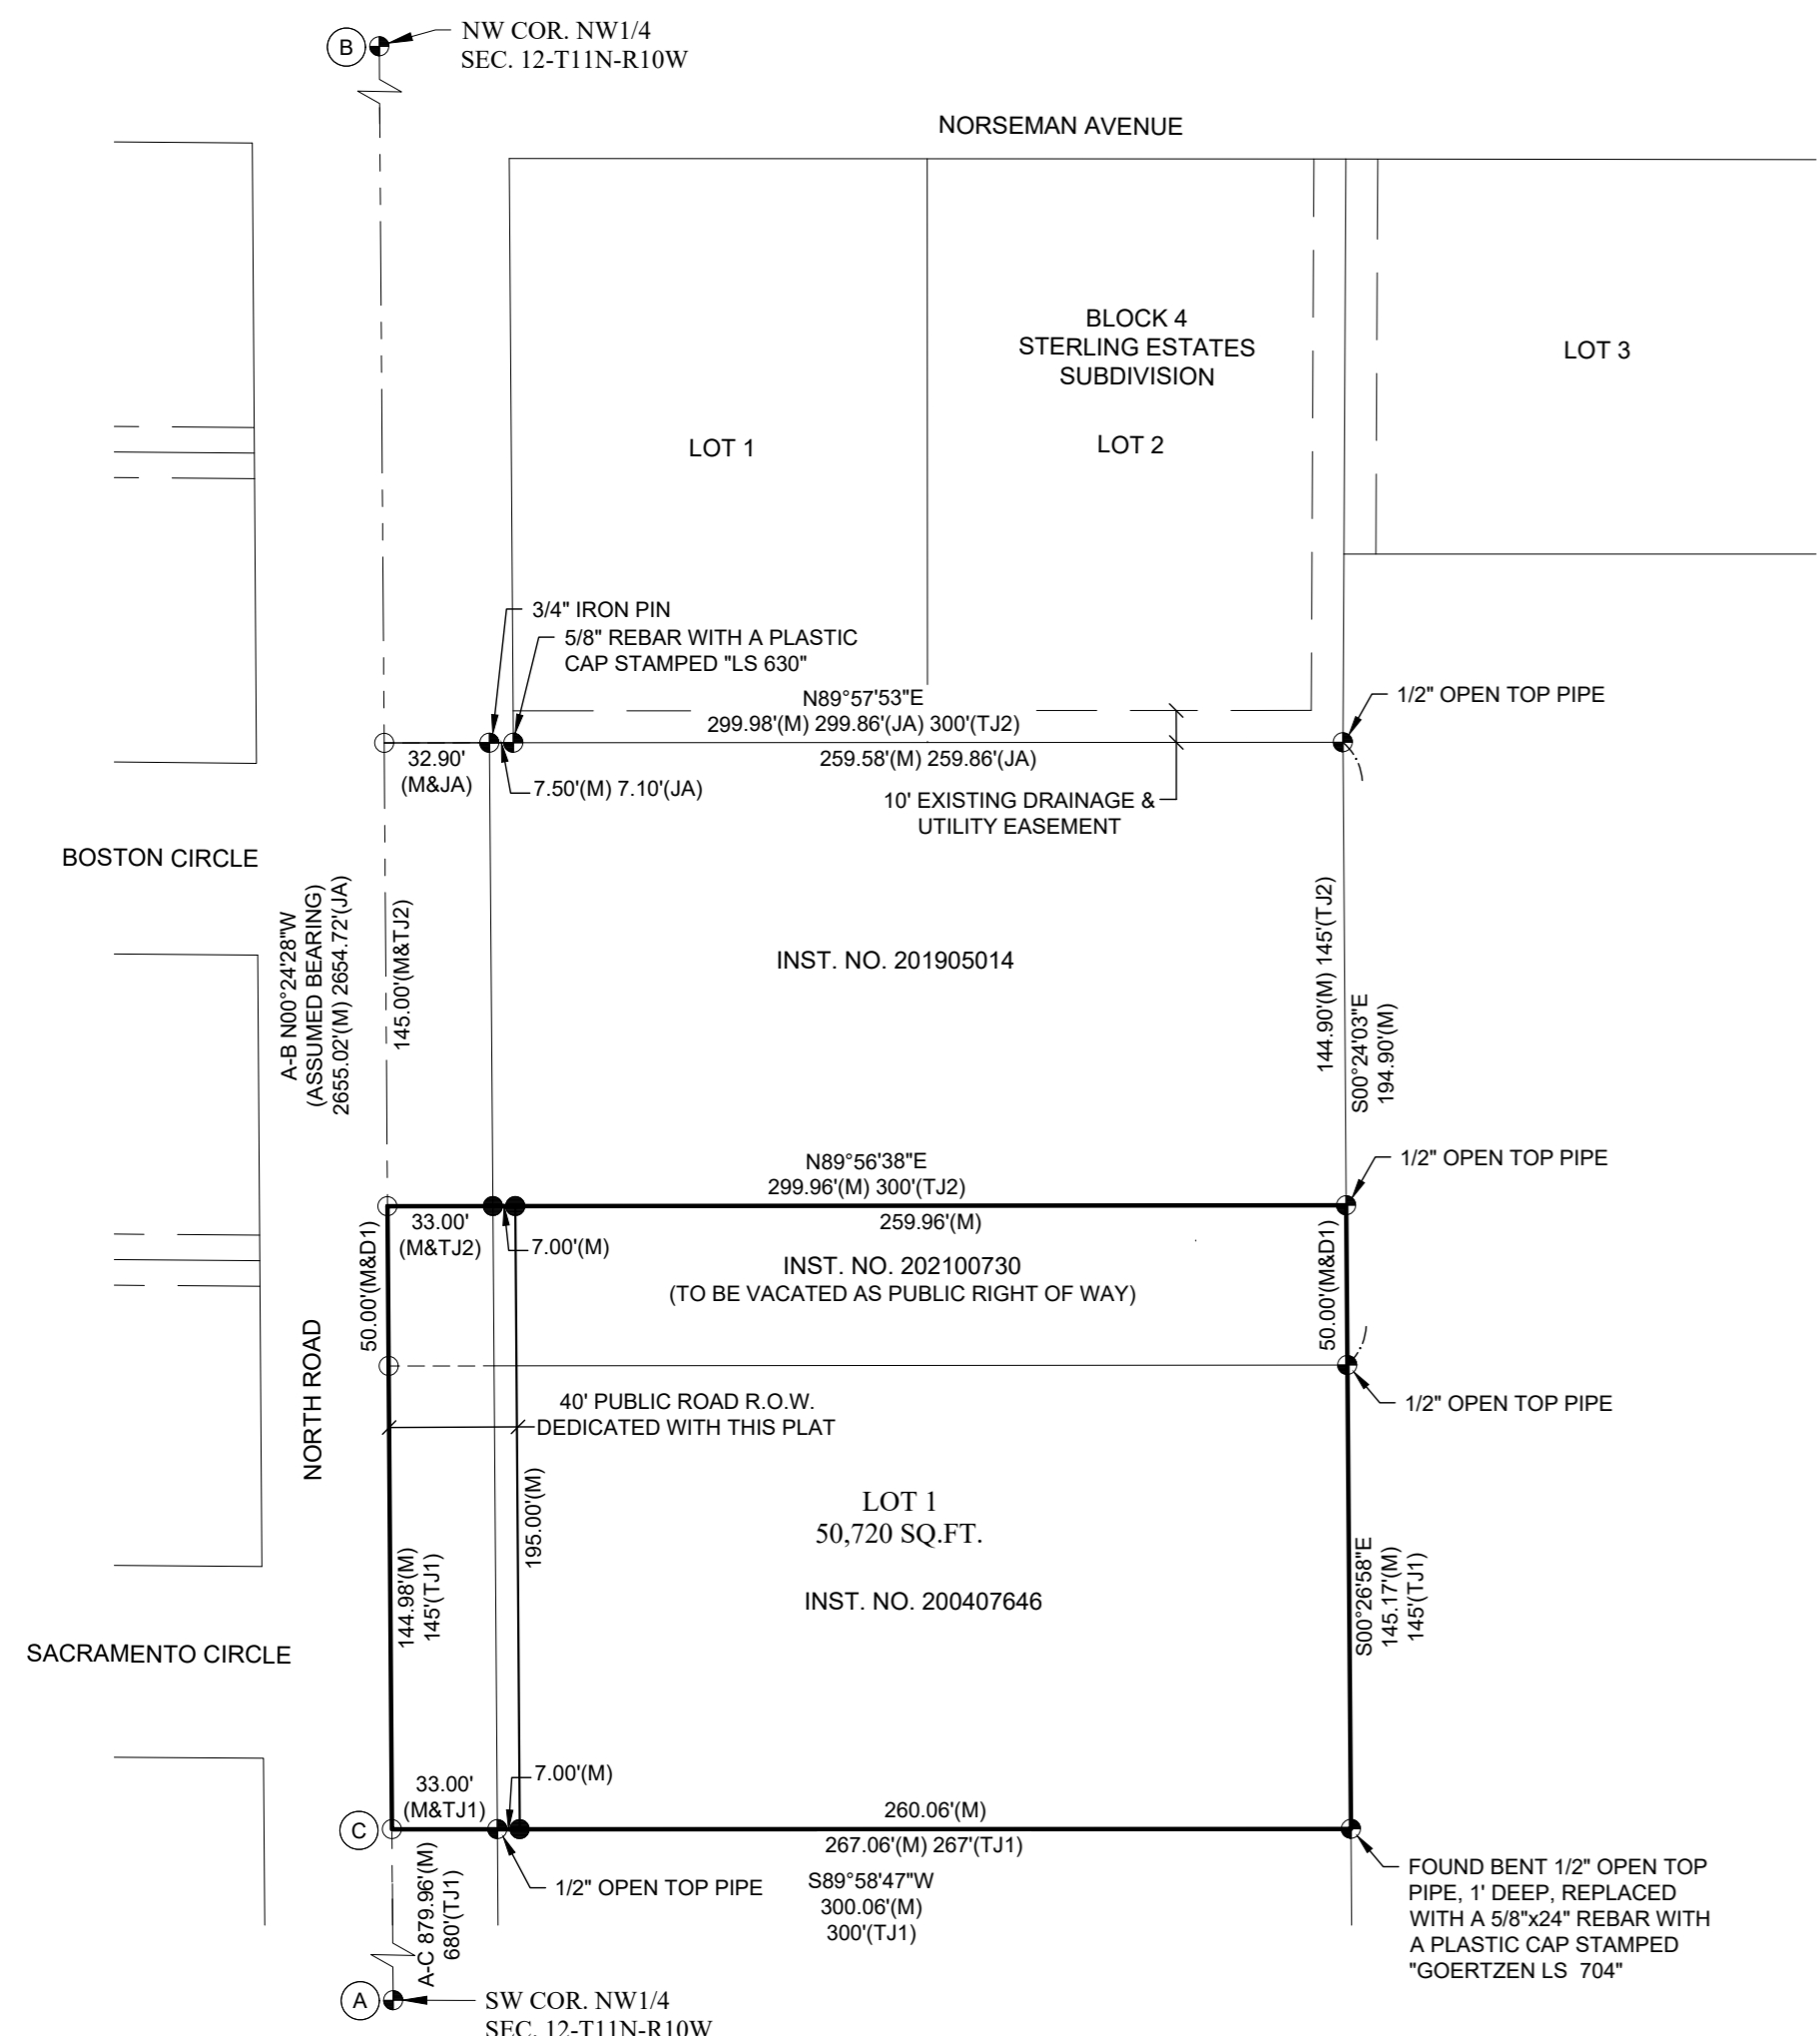 B
NW COR. NW1/4
SEC. 12-T11N-R10W
NORSEMAN AVENUE
BLOCK 4
STERLING ESTATES
SUBDIVISION
LOT 3
LOT 1
LOT 2
3/4" IRON PIN
5/8" REBAR WITH A PLASTIC
CAP STAMPED "LS 630"
N89°57'53"E
299.98'(M) 299.86'(JA) 300'(TJ2)
1/2" OPEN TOP PIPE
32.90'
(M&JA)
259.58'(M) 259.86'(JA)
7.50'(M) 7.10'(JA)
10' EXISTING DRAINAGE &
UTILITY EASEMENT
BOSTON CIRCLE
A-B N00°24'28"W
(ASSUMED BEARING)
2655.02'(M) 2654.72'(JA)
145.00'(M&TJ2)
INST. NO. 201905014
144.90'(M) 145'(TJ2)
S00°24'03"E
194.90'(M)
N89°56'38"E
299.96'(M) 300'(TJ2)
1/2" OPEN TOP PIPE
33.00'
(M&TJ2)
259.96'(M)
7.00'(M)
50.00'(M&D1)
INST. NO. 202100730
(TO BE VACATED AS PUBLIC RIGHT OF WAY)
50.00'(M&D1)
NORTH ROAD
40' PUBLIC ROAD R.O.W.
DEDICATED WITH THIS PLAT
1/2" OPEN TOP PIPE
195.00'(M)
LOT 1
50,720 SQ.FT.
144.98'(M)
145'(TJ1)
INST. NO. 200407646
S00°26'58"E
145.17'(M)
145'(TJ1)
SACRAMENTO CIRCLE
7.00'(M)
33.00'
(M&TJ1)
260.06'(M)
C
267.06'(M) 267'(TJ1)
1/2" OPEN TOP PIPE
S89°58'47"W
300.06'(M)
300'(TJ1)
A-C 879.96'(M)
680'(TJ1)
FOUND BENT 1/2" OPEN TOP
PIPE, 1' DEEP, REPLACED
WITH A 5/8"x24" REBAR WITH
A PLASTIC CAP STAMPED
"GOERTZEN LS 704"
A
SW COR. NW1/4
SEC. 12-T11N-R10W